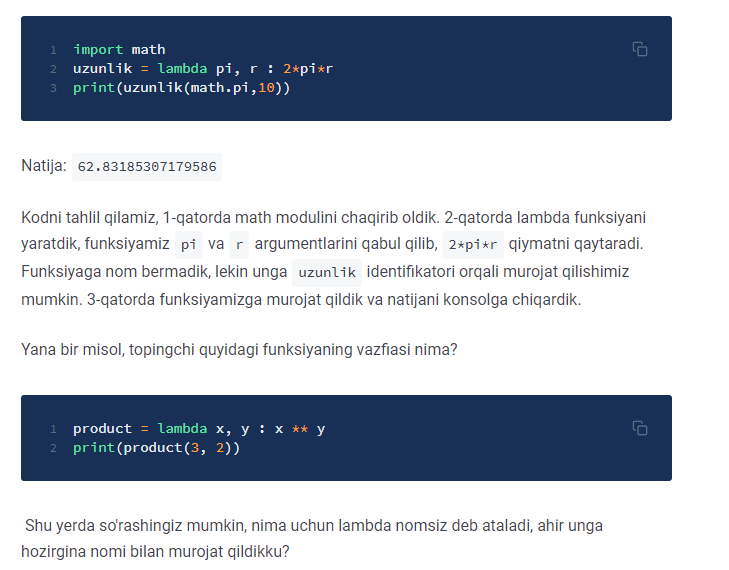 1 import math
2 uzunlik = lambda pi, r : 2*pi*r
3 print(uzunlik(math.pi,10))
Natija: 62.83185307179586
Kodni tahlil qilamiz, 1-qatorda math modulini chaqirib oldik. 2-qatorda lambda funksiyani
yaratdik, funksiyamiz pi va r argumentlarini qabul qilib, 2*pi*r qiymatni qaytaradi.
Funksiyaga nom bermadik, lekin unga uzunlik identifikatori orqali murojat qilishimiz
mumkin. 3-qatorda funksiyamizga murojat qildik va natijani konsolga chiqardik.
Yana bir misol, topingchi quyidagi funksiyaning vazfiasi nima?
1 product = lambda x, y : x ** y
2 print(product(3, 2))
Shu yerda so'rashingiz mumkin, nima uchun lambda nomsiz deb ataladi, ahir unga
hozirgina nomi bilan murojat qildikku?